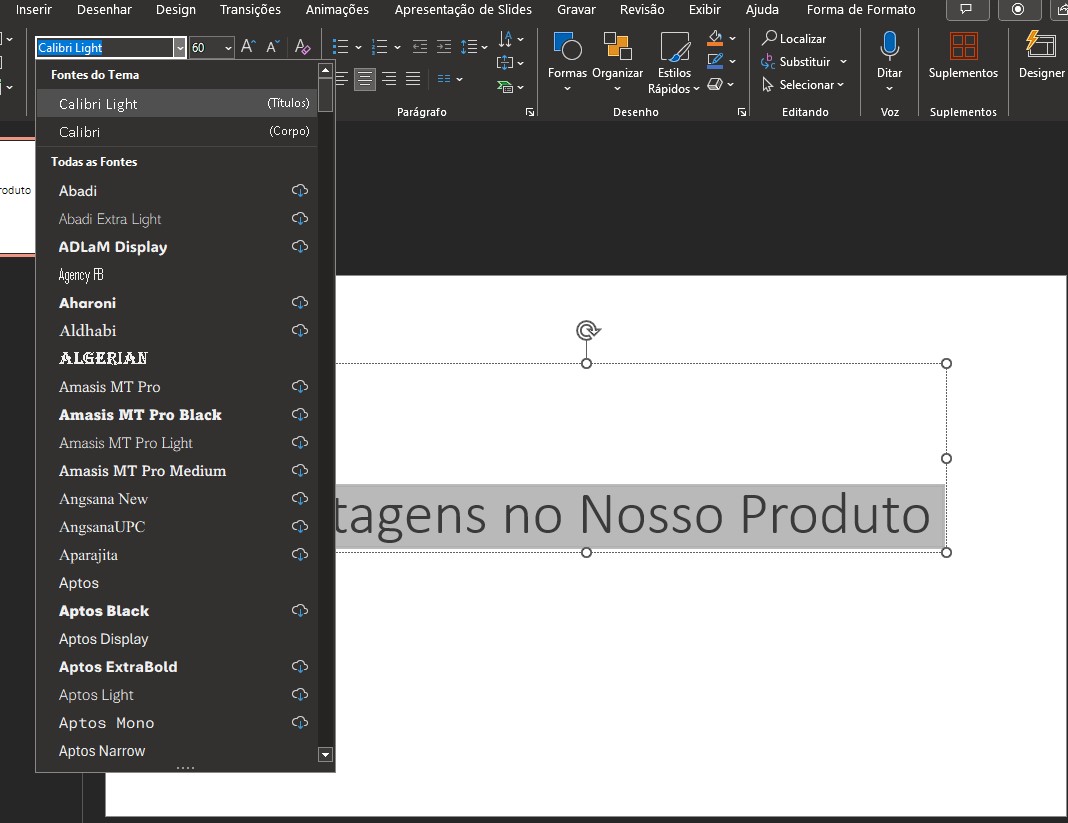 Inserir Desenhar Design Transições Animações Apresentação de Slides Gravar Revisão Exibir Ajuda Forma de Formato
Calibri Light 60
Localizar
Substituir
Selecionar
Formas Organizar Estilos Rápidos
Ditar
Suplementos
Designer
Parágrafo Desenho Editando Voz Suplementos
Fontes do Tema
Calibri Light (Títulos)
Calibri (Corpo)
Todas as Fontes
Abadi
Abadi Extra Light
ADLaM Display
Agency FB
Aharoni
Aldhabi
ALGERIAN
Amasis MT Pro
Amasis MT Pro Black
Amasis MT Pro Light
Amasis MT Pro Medium
Angsana New
AngsanaUPC
Aparajita
Aptos
Aptos Black
Aptos Display
Aptos ExtraBold
Aptos Light
Aptos Mono
Aptos Narrow
roduto
tagens no Nosso Produto